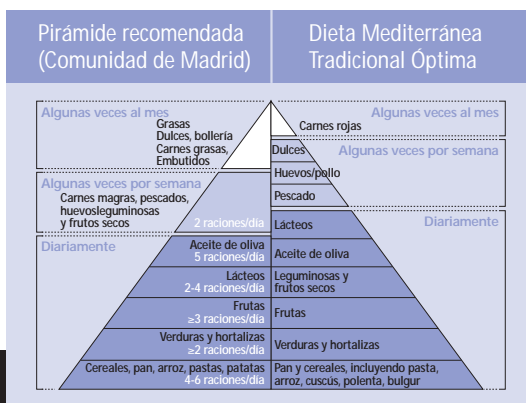 Pirámide recomendada
(Comunidad de Madrid)
Dieta Mediterránea
Tradicional Óptima
Algunas veces al mes
Grasas
Dulces, bollería
Carnes grasas,
Embutidos
Algunas veces por semana
Carnes magras, pescados,
huevosleguminosas
y frutos secos
2 raciones/día
Diariamente
Aceite de oliva
5 raciones/día
Lácteos
2-4 raciones/día
Frutas
≥3 raciones/día
Verduras y hortalizas
≥2 raciones/día
Cereales, pan, arroz, pastas, patatas
4-6 raciones/día
Algunas veces al mes
Carnes rojas
Algunas veces por semana
Dulces
Huevos/pollo
Pescado
Diariamente
Lácteos
Aceite de oliva
Leguminosas y
frutos secos
Frutas
Verduras y hortalizas
Pan y cereales, incluyendo pasta,
arroz, cuscús, polenta, bulgur